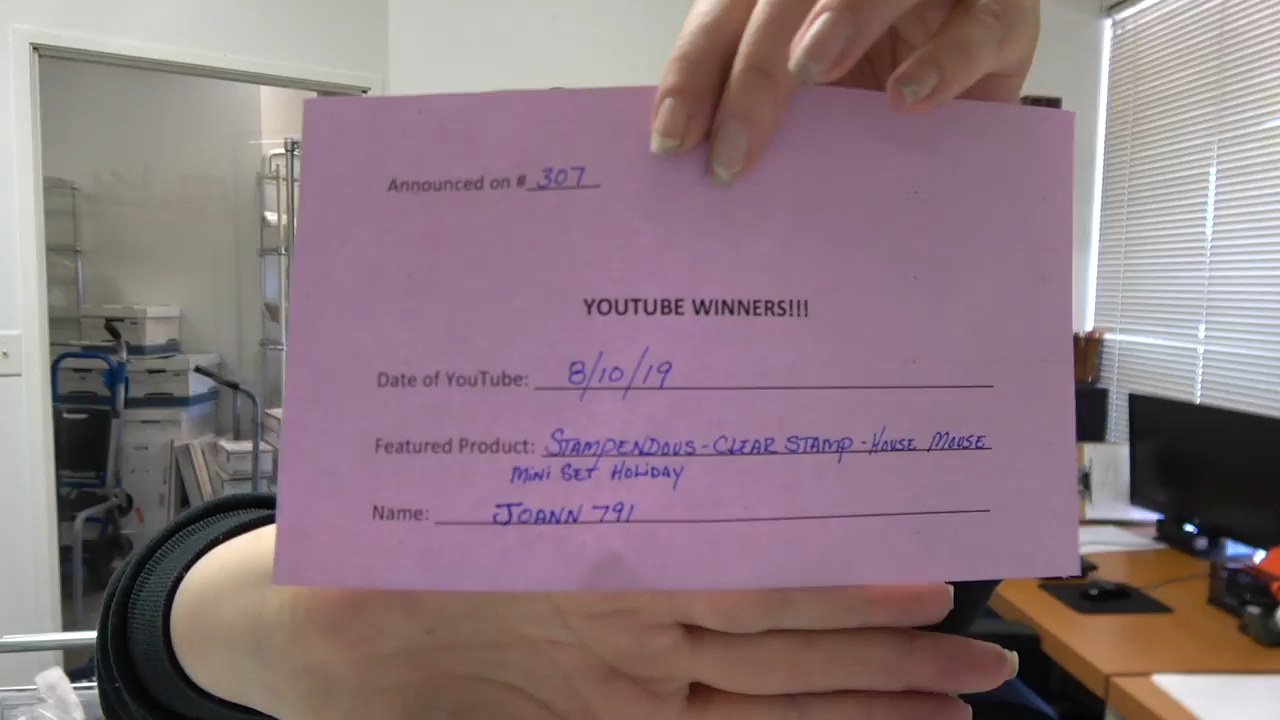 Announced on # 307
YOUTUBE WINNERS!!!
Date of YouTube: 8/10/19
Featured Product: STAMPENDOUS - CLEAR STAMP - HOUSE MOUSE
MINI SET HOLIDAY
Name: JOANN 791